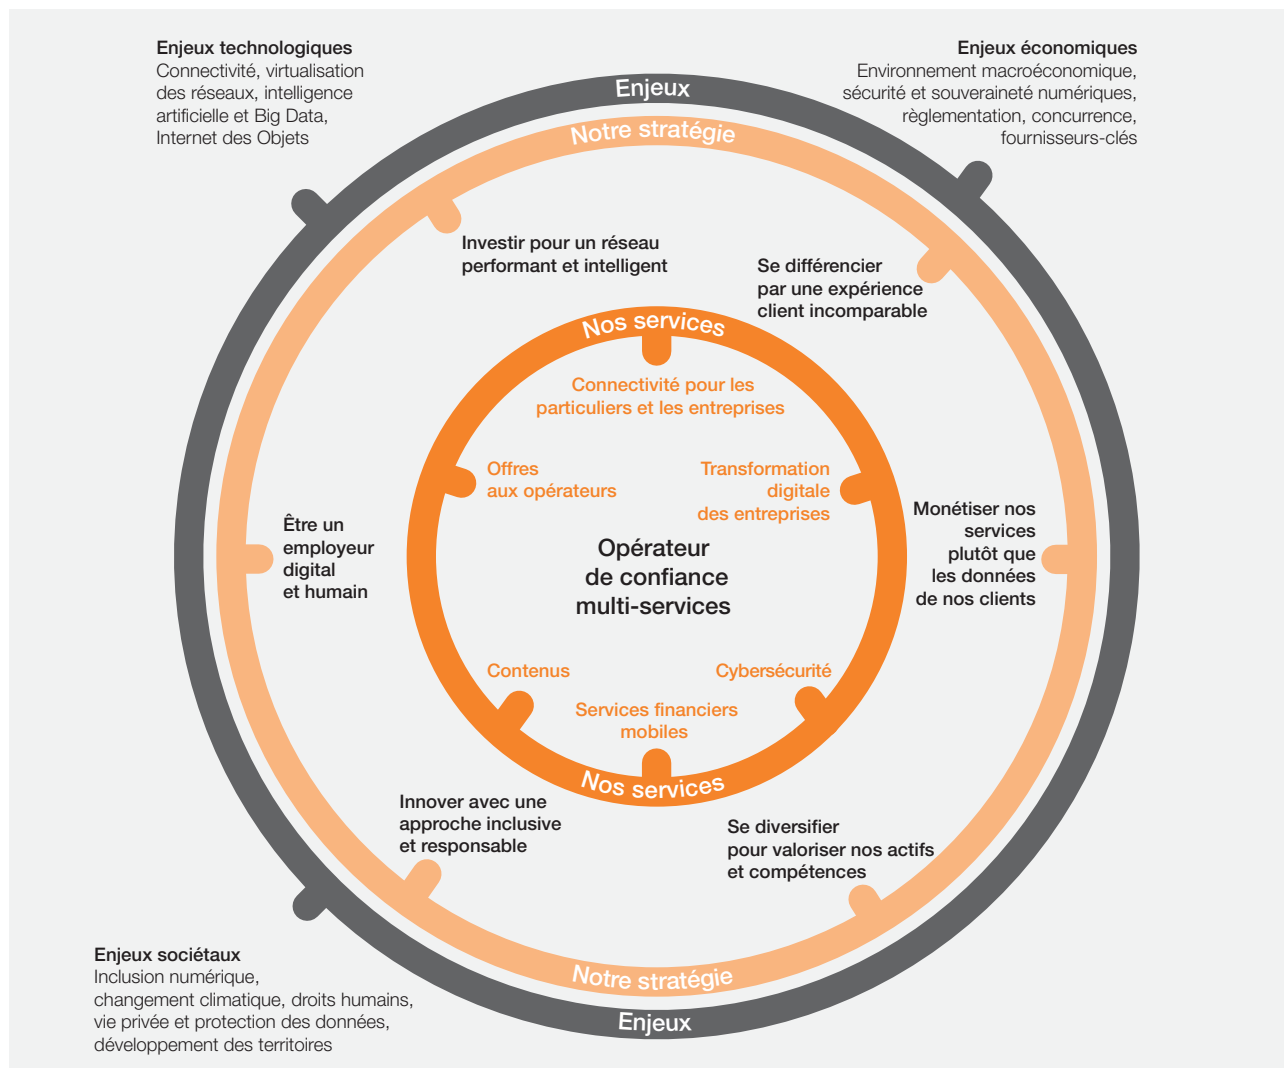 Enjeux technologiques
Connectivité, virtualisation
des réseaux, intelligence
artificielle et Big Data,
Internet des Objets
Enjeux économiques
Environnement macroéconomique,
sécurité et souveraineté numériques,
règlementation, concurrence,
fournisseurs-clés
Enjeux
Notre stratégie
Investir pour un réseau
performant et intelligent
Se différencier
par une expérience
client incomparable
Nos services
Connectivité pour les
particuliers et les entreprises
Offres
aux opérateurs
Transformation
digitale
des entreprises
Être un
employeur
digital
et humain
Opérateur
de confiance
multi-services
Monétiser nos
services
plutôt que
les données
de nos clients
Contenus
Cybersécurité
Services financiers
mobiles
Nos services
Innover avec une
approche inclusive
et responsable
Se diversifier
pour valoriser nos actifs
et compétences
Enjeux sociétaux
Inclusion numérique,
changement climatique, droits humains,
vie privée et protection des données,
développement des territoires
Notre stratégie
Enjeux